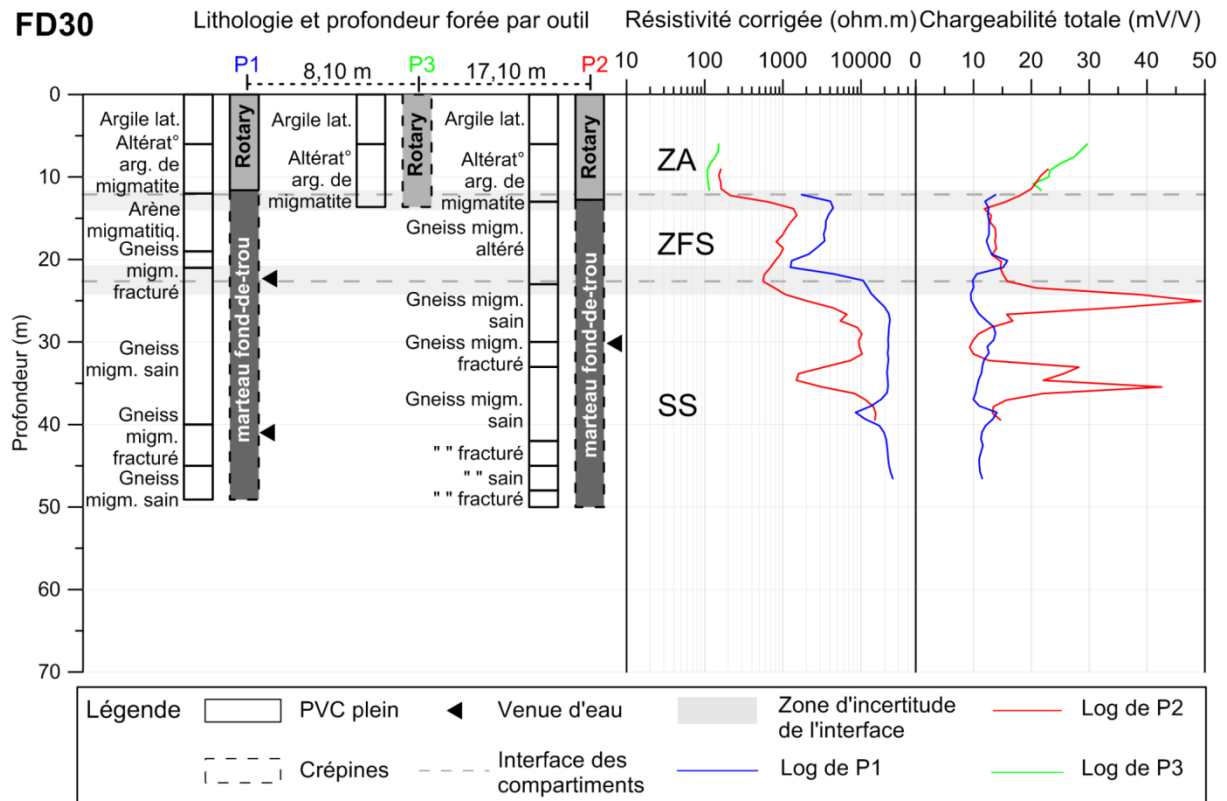 FD30
Lithologie et profondeur forée par outil
Résistivité corrigée (ohm.m)
Chargeabilité totale (mV/V)
P1
8,10 m
P3
17,10 m
P2
10 100 1000 10000
0 10 20 30 40 50
Profondeur (m)
0
10
20
30
40
50
60
70
Argile lat.
Altérat°
arg. de
migmatite
Arène
migmatitiq.
Gneiss
migm.
fracturé
Gneiss
migm. sain
Gneiss
migm.
fracturé
Gneiss
migm. sain
Rotary
marteau fond-de-trou
Argile lat.
Altérat°
arg. de
migmatite
Rotary
Argile lat.
Altérat°
arg. de
migmatite
Gneiss migm.
altéré
Gneiss migm.
sain
Gneiss migm.
fracturé
Gneiss migm.
sain
" " fracturé
" " sain
" " fracturé
Rotary
marteau fond-de-trou
ZA
ZFS
SS
Légende
PVC plein
Venue d'eau
Zone d'incertitude
de l'interface
Log de P2
Crépines
Interface des
compartiments
Log de P1
Log de P3